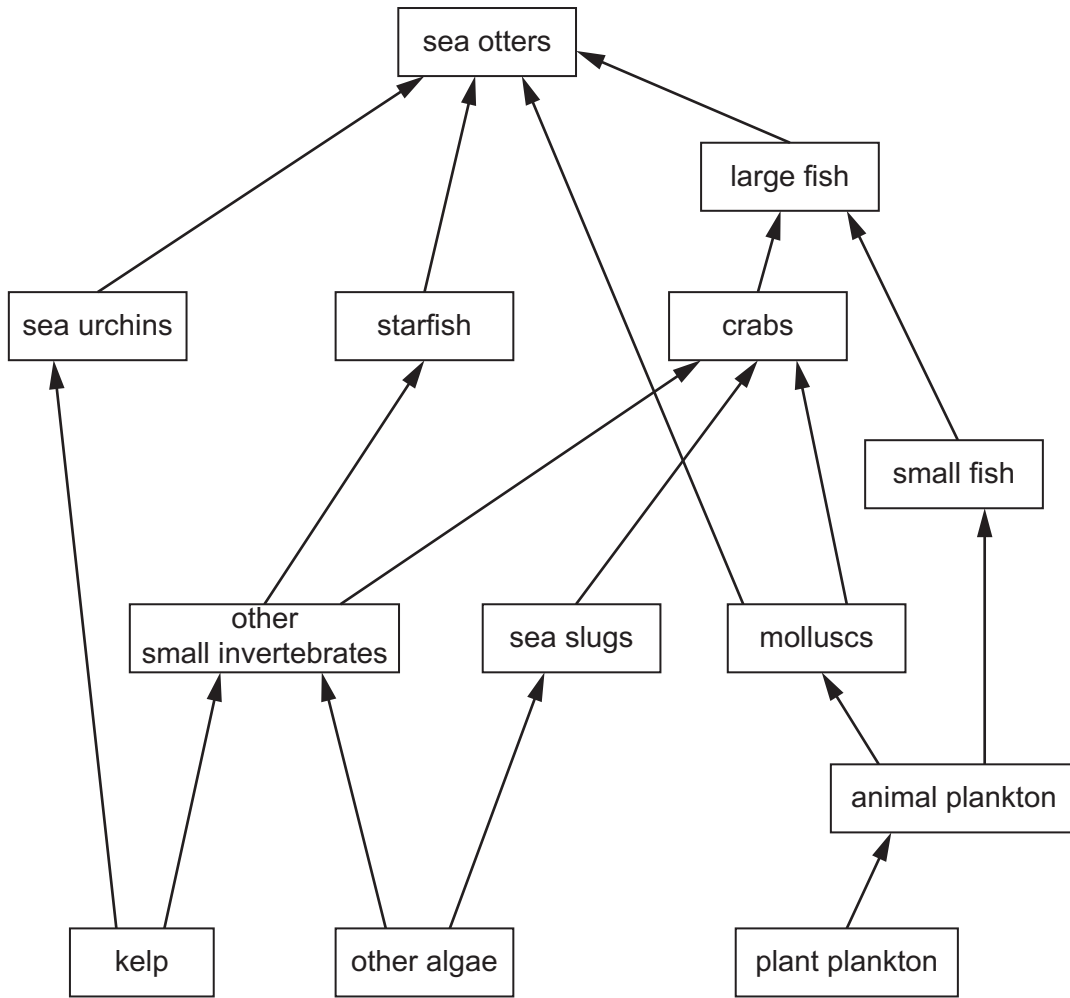 sea otters
large fish
sea urchins
starfish
crabs
small fish
other
small invertebrates
sea slugs
molluscs
animal plankton
kelp
other algae
plant plankton